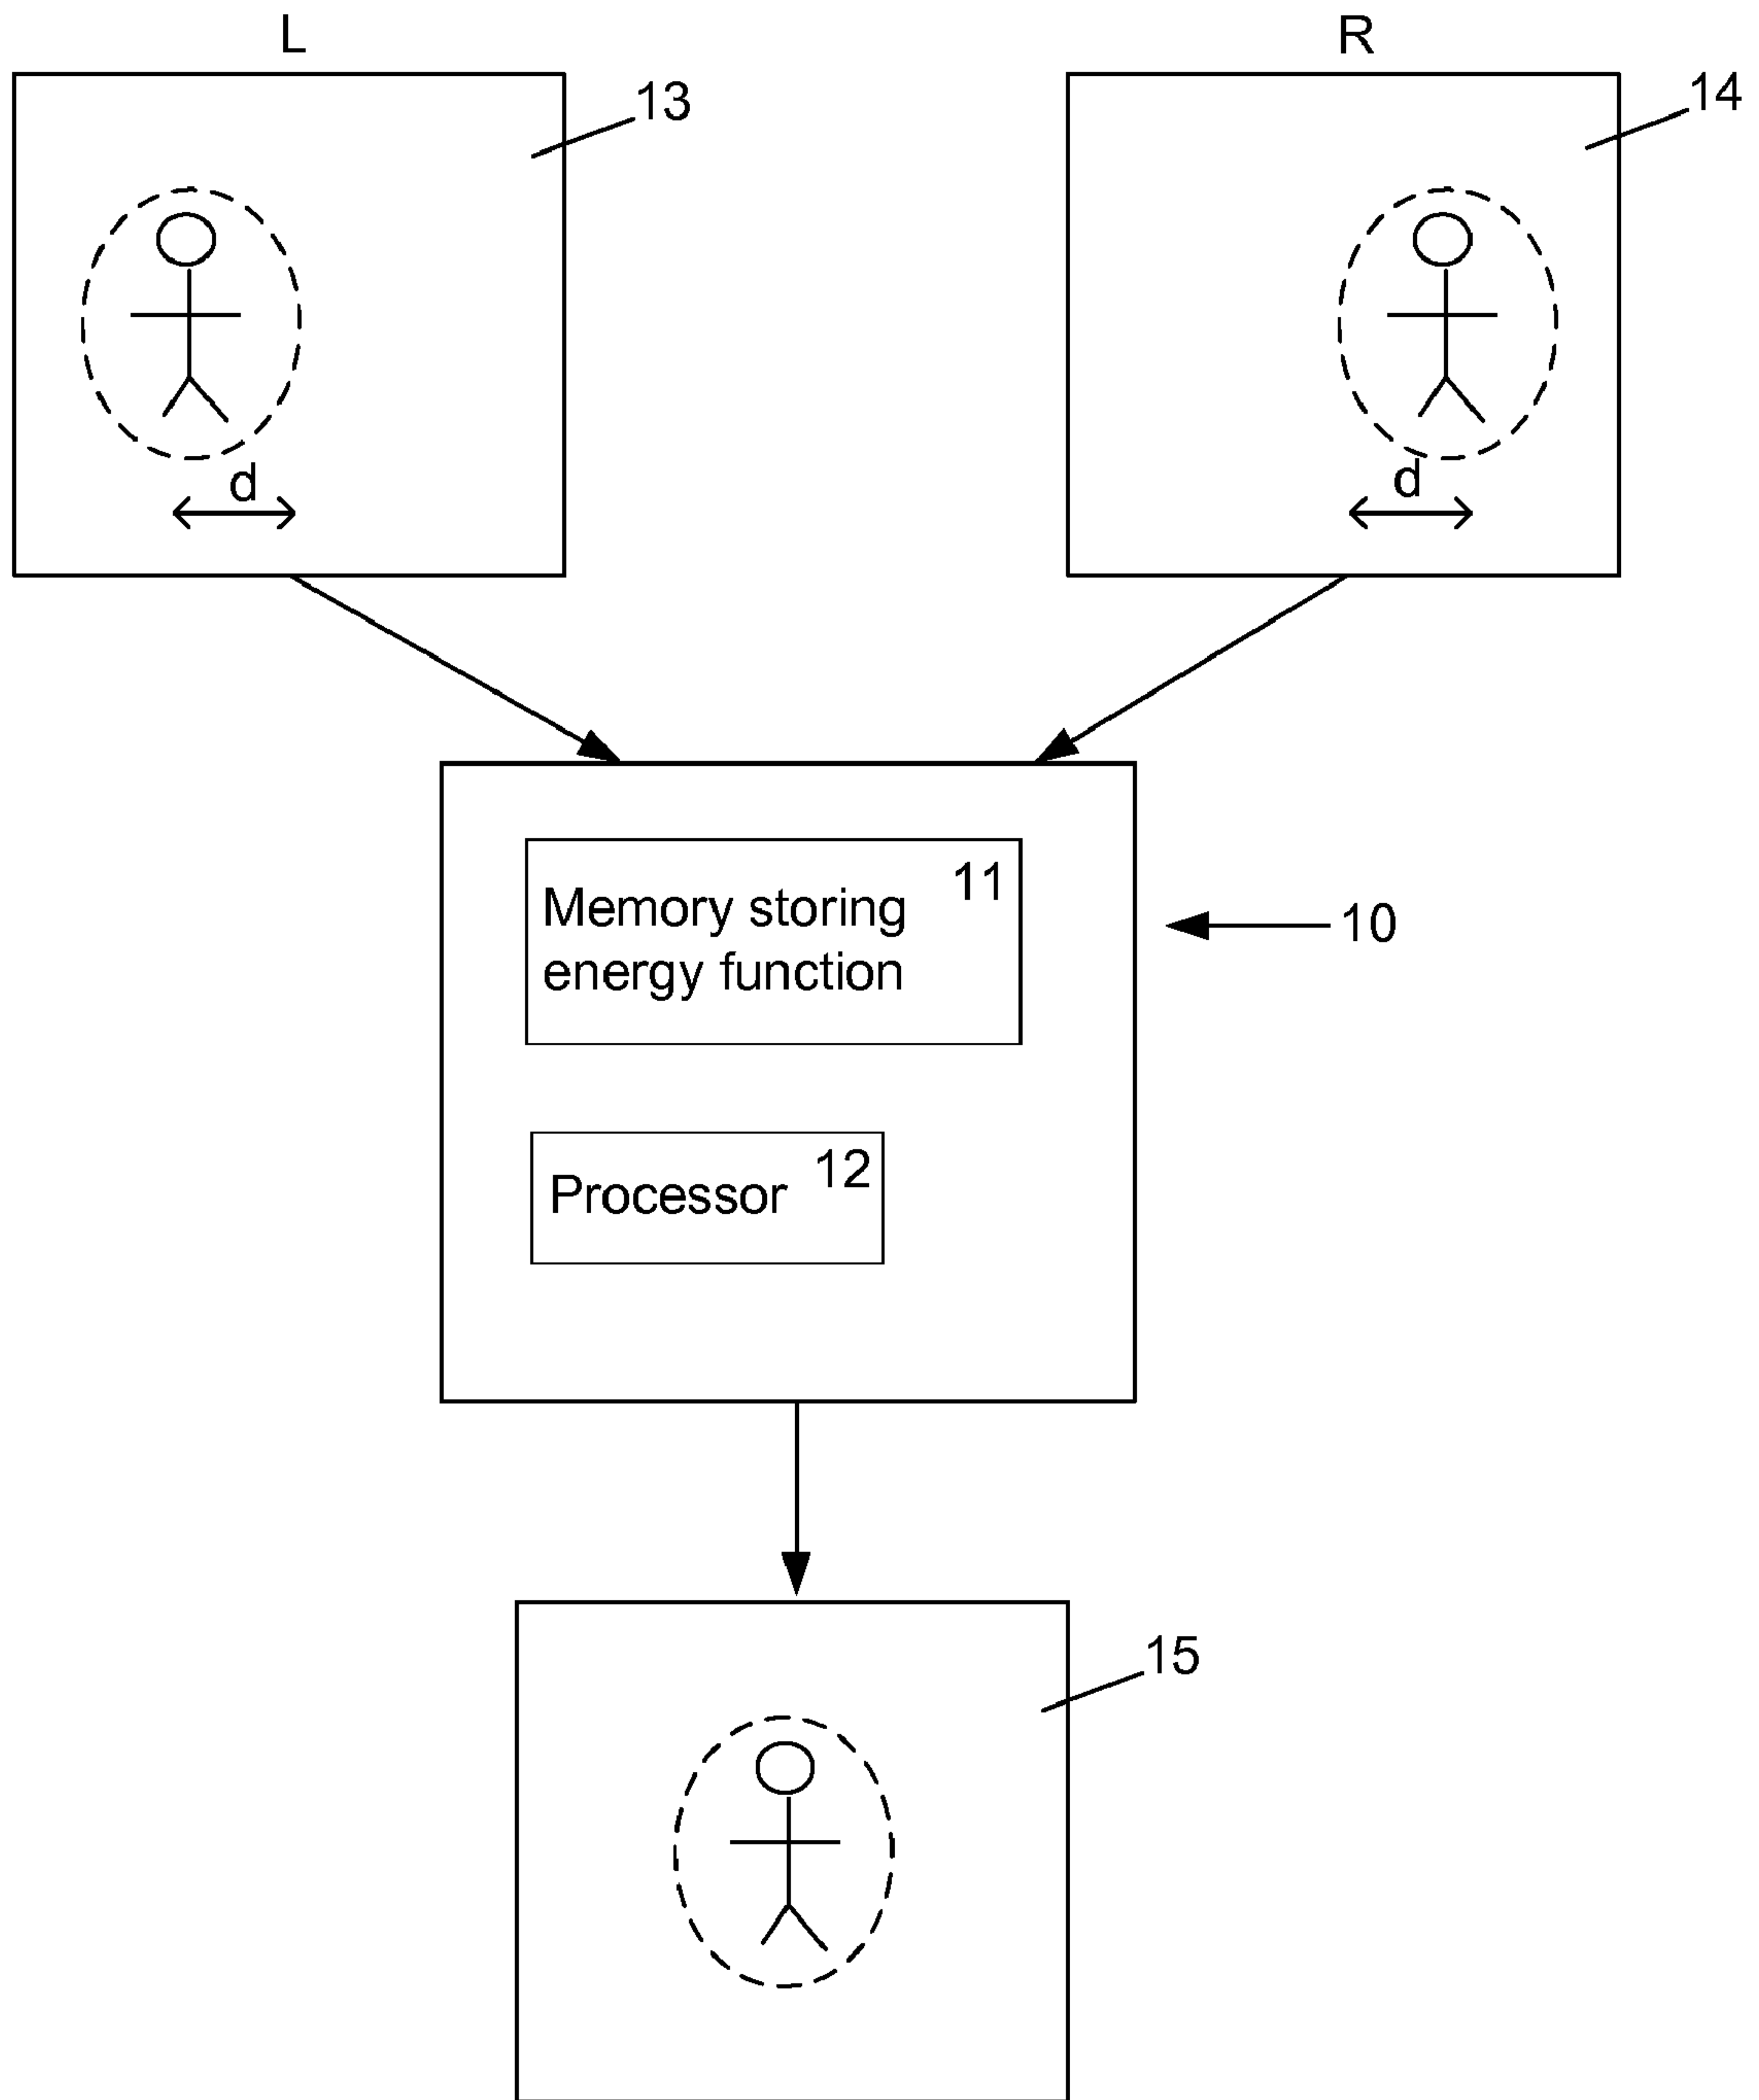 L
R
13
14
d
d
11
Memory storing
energy function
10
12
Processor
15